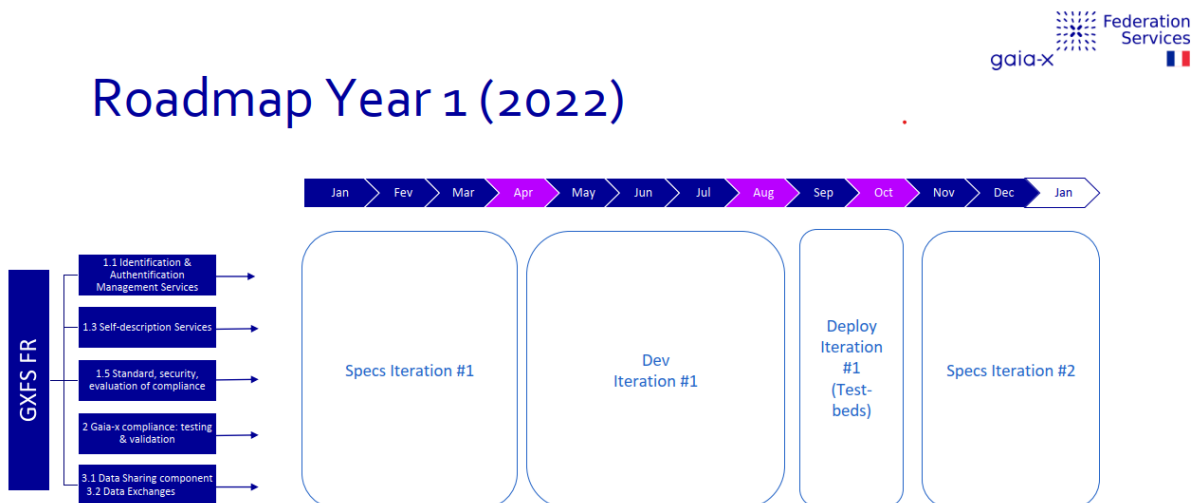 Federation
Services
gaia-x
Roadmap Year 1 (2022)
Jan Fev Mar Apr May Jun Jul Aug Sep Oct Nov Dec Jan
GXFS FR
1.1 Identification &
Authentification
Management Services
1.3 Self-description Services
1.5 Standard, security,
evaluation of compliance
2 Gaia-x compliance: testing
& validation
3.1 Data Sharing component
3.2 Data Exchanges
Specs Iteration #1
Dev
Iteration #1
Deploy
Iteration
#1
(Test-
beds)
Specs Iteration #2